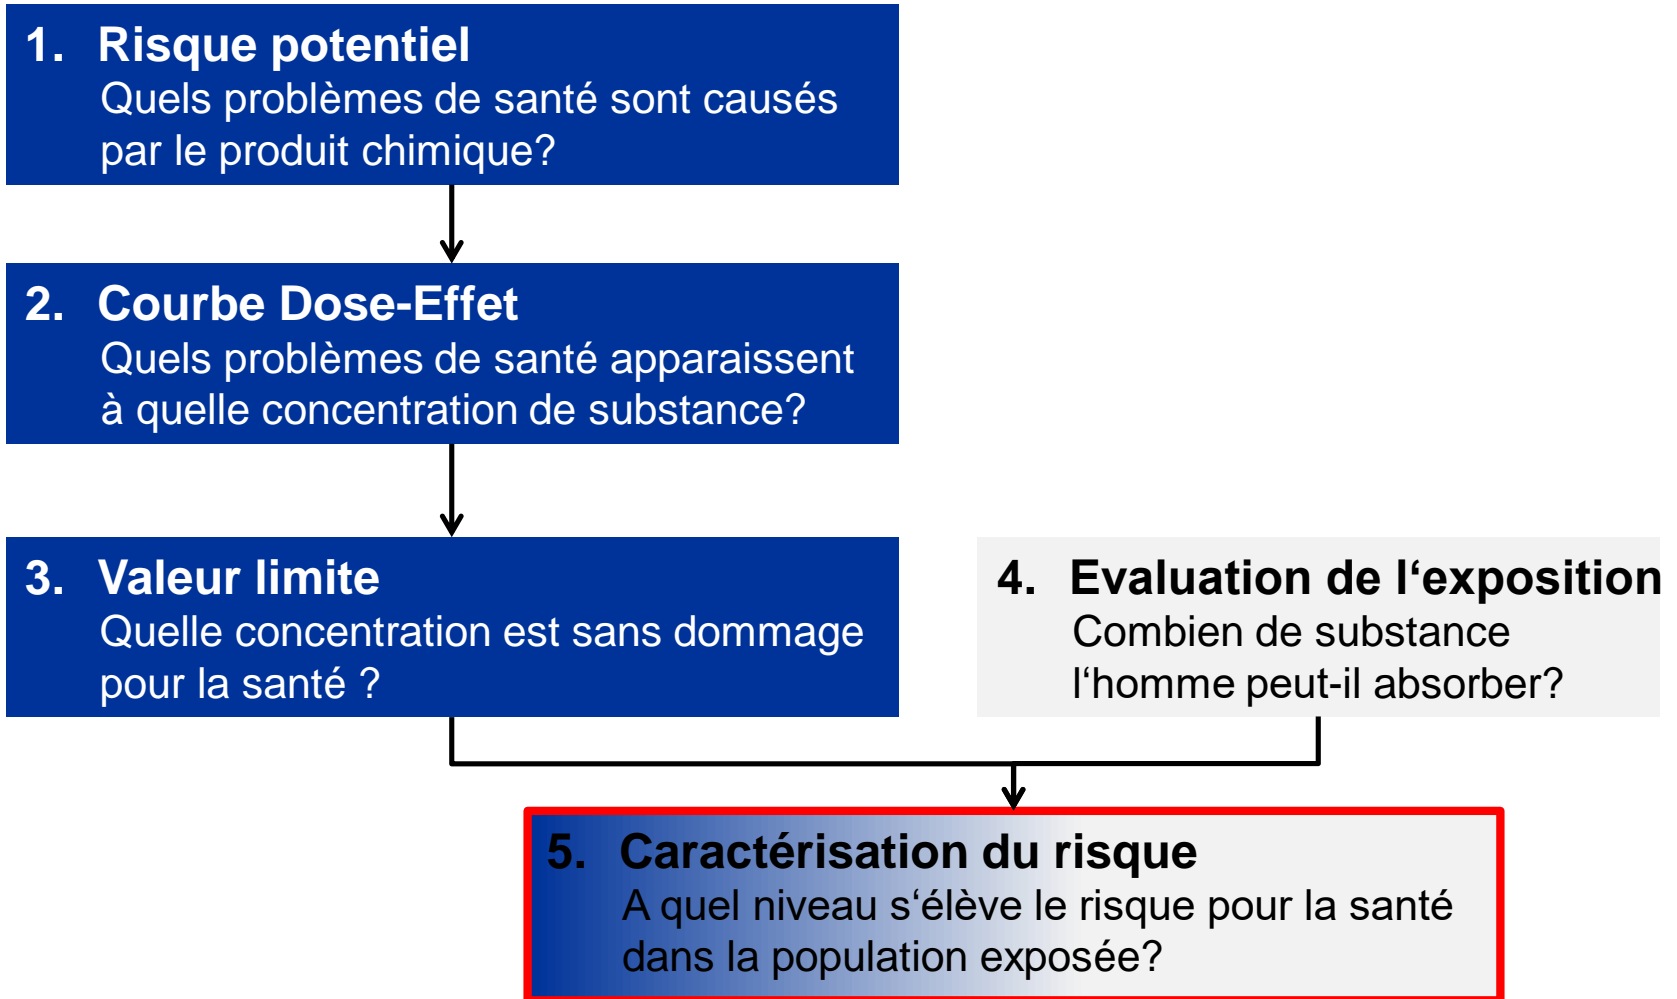 1. Risque potentiel
Quels problèmes de santé sont causés
par le produit chimique?
2. Courbe Dose-Effet
Quels problèmes de santé apparaissent
à quelle concentration de substance?
3. Valeur limite
Quelle concentration est sans dommage
pour la santé ?
4. Evaluation de l‘exposition
Combien de substance
l‘homme peut-il absorber?
5. Caractérisation du risque
A quel niveau s‘élève le risque pour la santé
dans la population exposée?